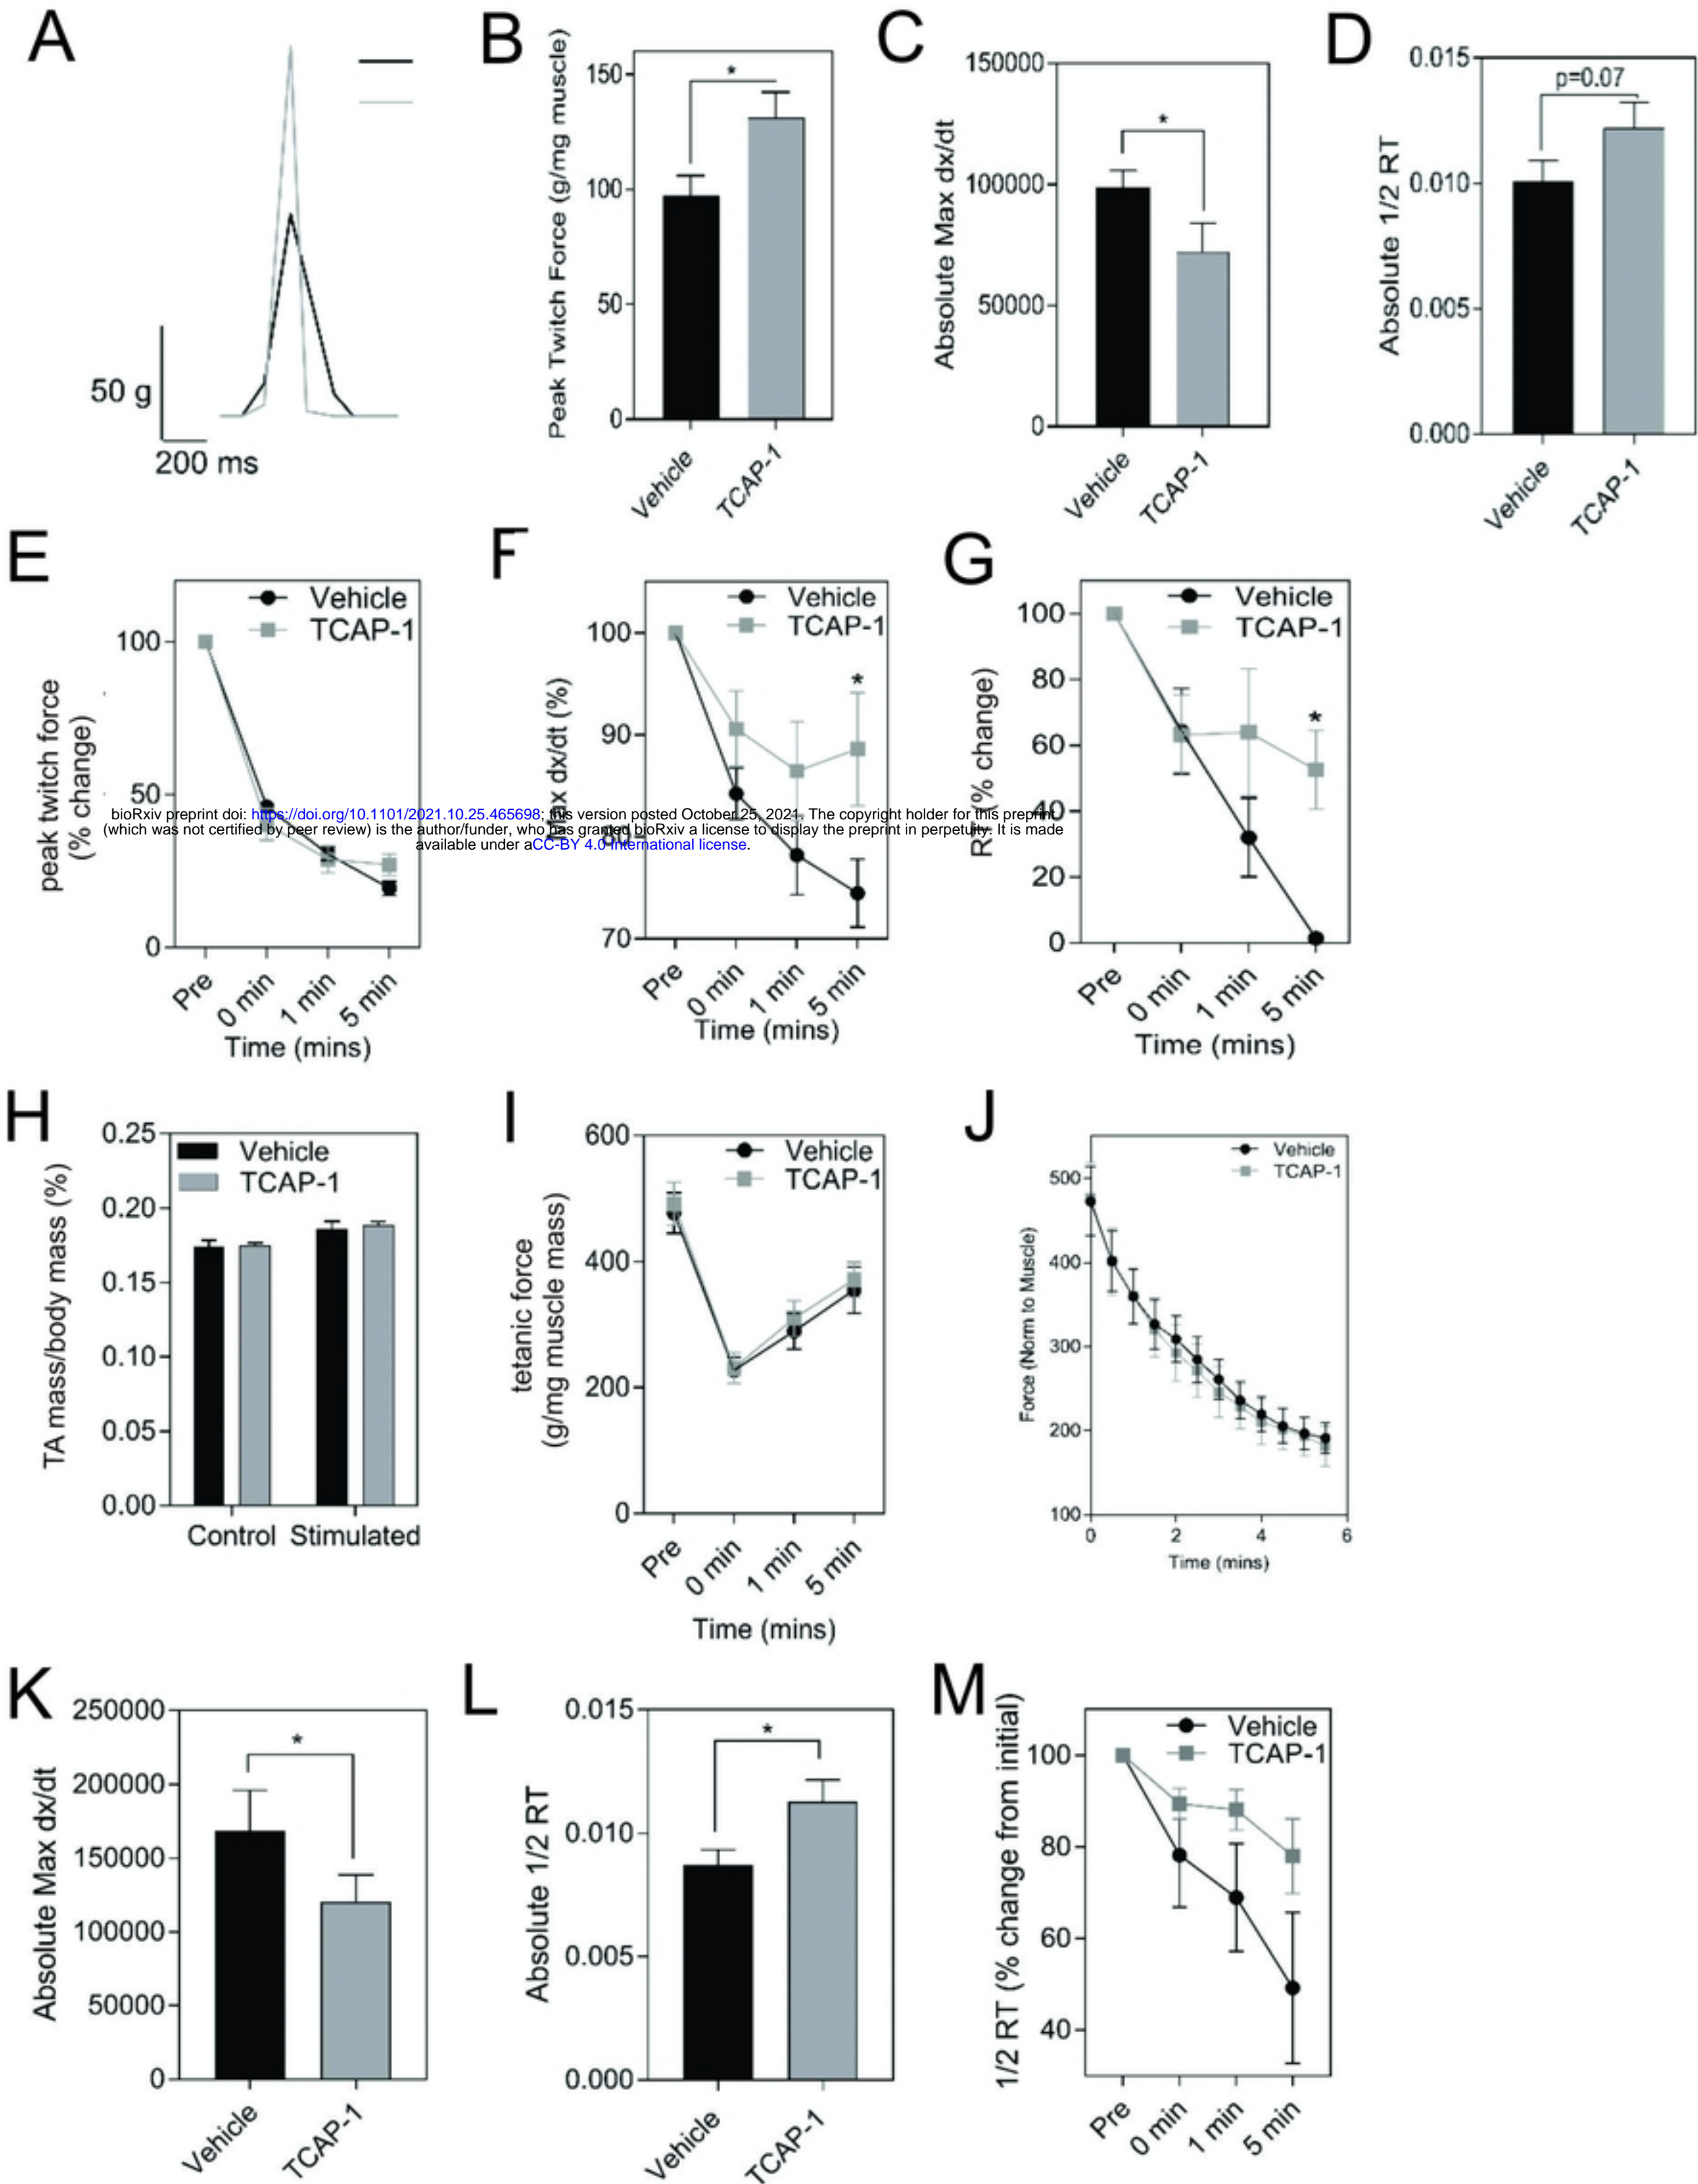 A
50 g
200 ms
B
Peak Twitch Force (g/mg muscle)
150
100
50
0
*
Vehicle
TCAP-1
C
Absolute Max dx/dt
150000
100000
50000
0
*
Vehicle
TCAP-1
D
Absolute 1/2 RT
0.015
0.010
0.005
0.000
p=0.07
Vehicle
TCAP-1
E
peak twitch force
(% change)
100
50
0
Vehicle
TCAP-1
Pre
0 min
1 min
5 min
Time (mins)
F
Max dx/dt (%)
100
90
80
70
Vehicle
TCAP-1
*
Pre
0 min
1 min
5 min
Time (mins)
G
RT (% change)
100
80
60
40
20
0
Vehicle
TCAP-1
*
Pre
0 min
1 min
5 min
Time (mins)
bioRxiv preprint doi: https://doi.org/10.1101/2021.10.25.465698; this version posted October 25, 2021. The copyright holder for this preprint
(which was not certified by peer review) is the author/funder, who has granted bioRxiv a license to display the preprint in perpetuity. It is made
available under aCC-BY 4.0 International license.
H
TA mass/body mass (%)
0.25
0.20
0.15
0.10
0.05
0.00
Vehicle
TCAP-1
Control
Stimulated
I
tetanic force
(g/mg muscle mass)
600
400
200
0
Vehicle
TCAP-1
Pre
0 min
1 min
5 min
Time (mins)
J
Force (Norm to Muscle)
500
400
300
200
100
Vehicle
TCAP-1
0
2
4
6
Time (mins)
K
Absolute Max dx/dt
250000
200000
150000
100000
50000
0
*
Vehicle
TCAP-1
L
Absolute 1/2 RT
0.015
0.010
0.005
0.000
*
Vehicle
TCAP-1
M
1/2 RT (% change from initial)
100
80
60
40
Vehicle
TCAP-1
Pre
0 min
1 min
5 min